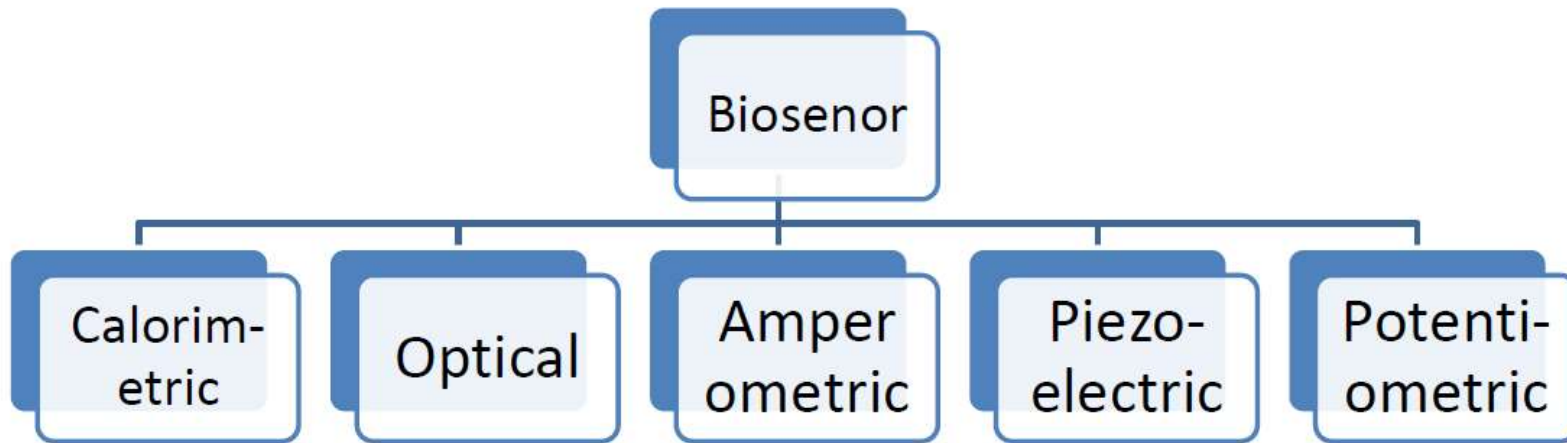 Biosenor
Calorim-
etric
Optical
Amper
ometric
Piezo-
electric
Potenti-
ometric